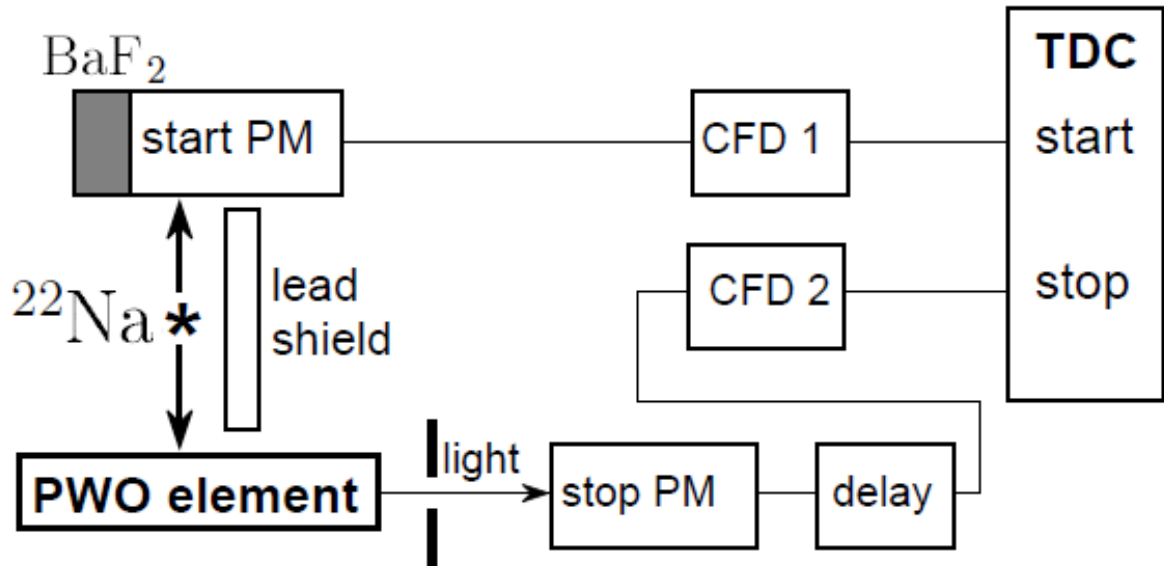 BaF₂
start PM
CFD 1
TDC
start
²²Na *
lead
shield
CFD 2
stop
PWO element
light
stop PM
delay